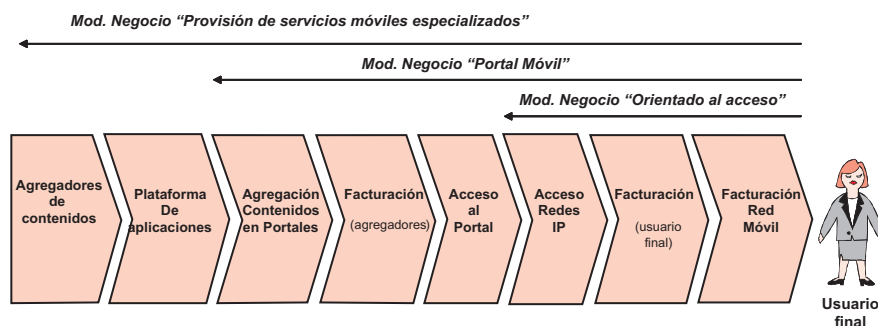 Mod. Negocio “Provisión de servicios móviles especializados”
Mod. Negocio “Portal Móvil”
Mod. Negocio “Orientado al acceso”
Agregadores
de
contenidos
Plataforma
De
aplicaciones
Agregación
Contenidos
en Portales
Facturación
(agregadores)
Acceso
al
Portal
Acceso
Redes
IP
Facturación
(usuario
final)
Facturación
Red
Móvil
Usuario
final